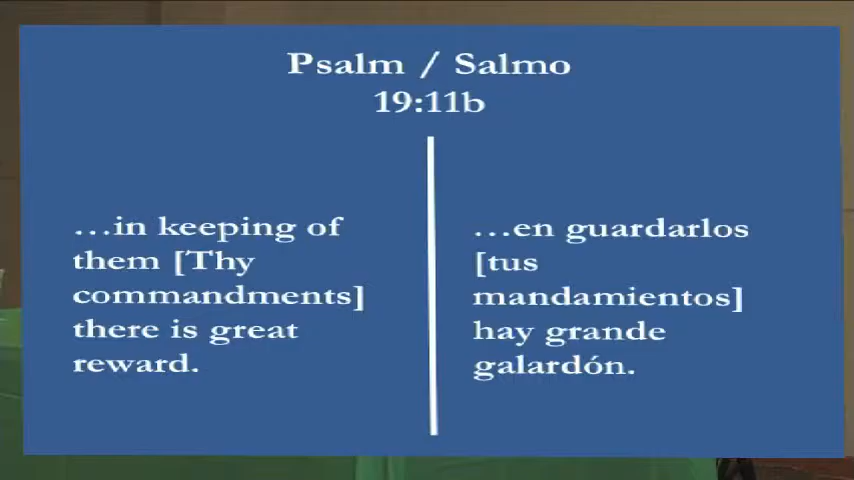 Psalm / Salmo
19:11b
…in keeping of
them [Thy
commandments]
there is great
reward.
…en guardarlos
[tus
mandamientos]
hay grande
galardón.